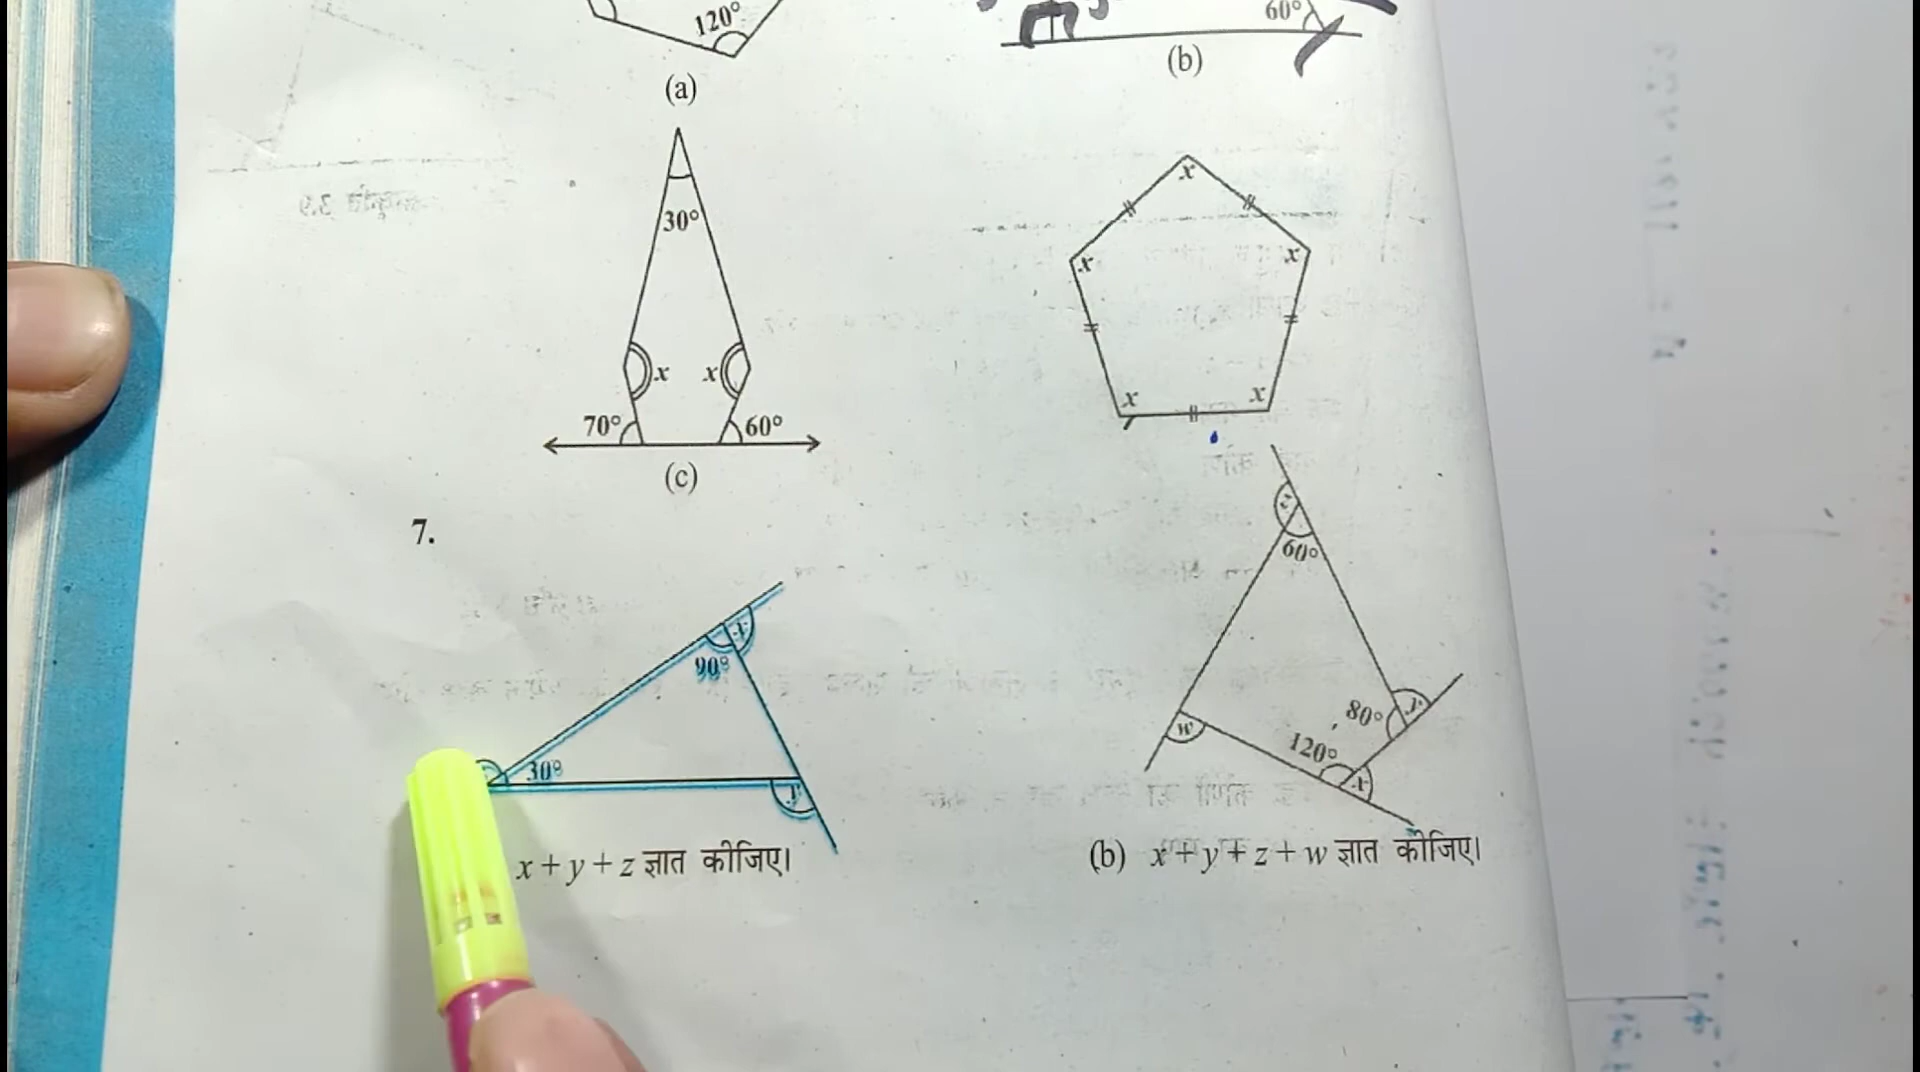 120°
60°
(a)
(b)
30°
x
x
x
x x
70°
60°
x
x
(c)
7.
60°
90°
x
80°
y
w
120°
x
30°
y
x + y + z ज्ञात कीजिए।
(b) x + y + z + w ज्ञात कीजिए।